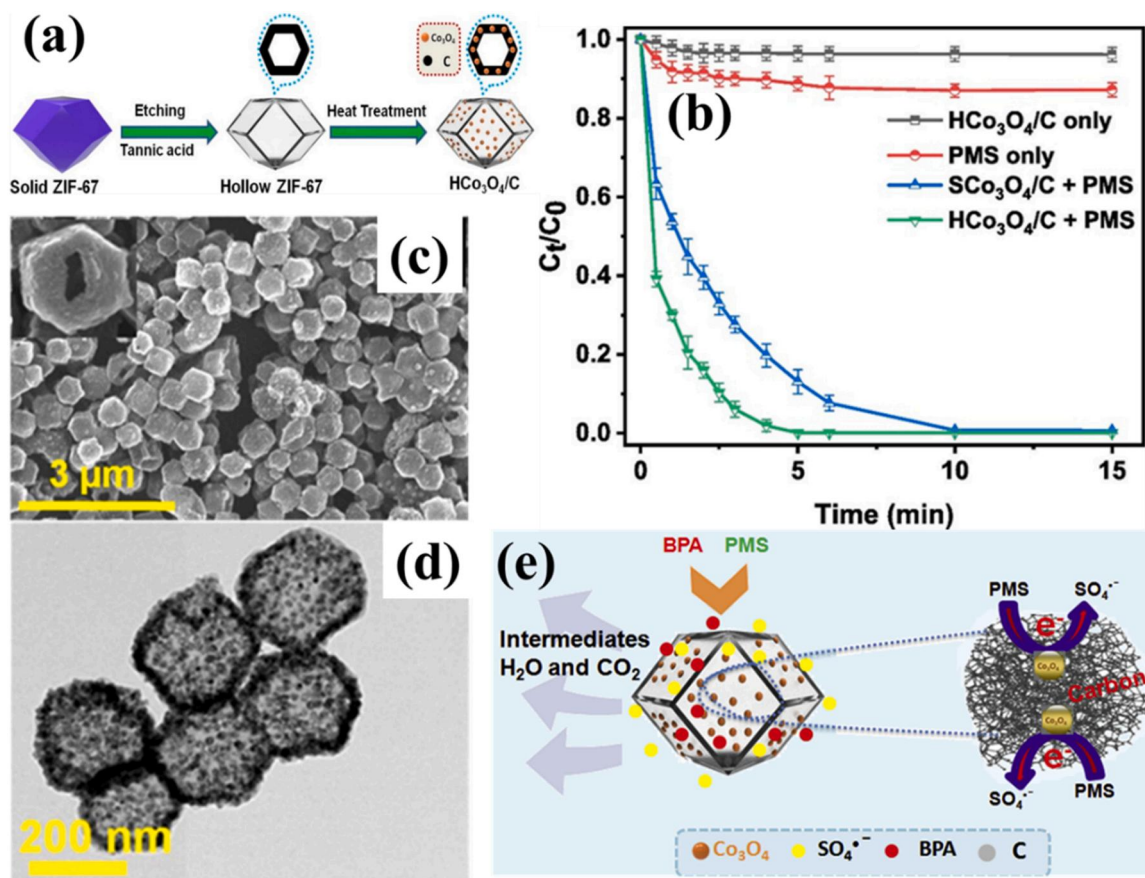 (a)
Co₃O₄
C
Etching
Tannic acid
Heat Treatment
Solid ZIF-67
Hollow ZIF-67
HCo₃O₄/C
(b)
Cₜ/C₀
1.0
0.8
0.6
0.4
0.2
0.0
HCo₃O₄/C only
PMS only
SCo₃O₄/C + PMS
HCo₃O₄/C + PMS
0
5
10
15
Time (min)
(c)
3 µm
(d)
200 nm
(e)
BPA PMS
Intermediates
H₂O and CO₂
PMS
SO₄•⁻
e⁻
Co₃O₄
Carbon
Co₃O₄
e⁻
SO₄•⁻
PMS
Co₃O₄ SO₄•⁻ BPA C